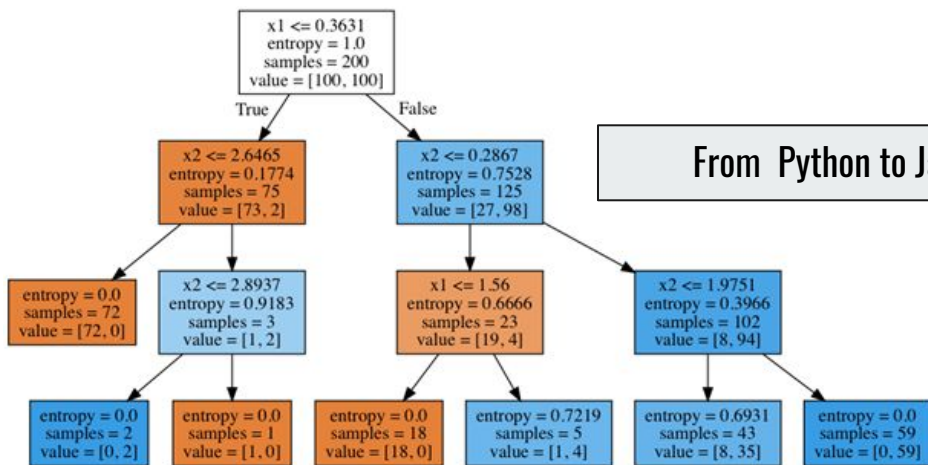 x1 <= 0.3631
entropy = 1.0
samples = 200
value = [100, 100]
True
False
x2 <= 2.6465
entropy = 0.1774
samples = 75
value = [73, 2]
x2 <= 0.2867
entropy = 0.7528
samples = 125
value = [27, 98]
From Python to J
entropy = 0.0
samples = 72
value = [72, 0]
x2 <= 2.8937
entropy = 0.9183
samples = 3
value = [1, 2]
x1 <= 1.56
entropy = 0.6666
samples = 23
value = [19, 4]
x2 <= 1.9751
entropy = 0.3966
samples = 102
value = [8, 94]
entropy = 0.0
samples = 2
value = [0, 2]
entropy = 0.0
samples = 1
value = [1, 0]
entropy = 0.0
samples = 18
value = [18, 0]
entropy = 0.7219
samples = 5
value = [1, 4]
entropy = 0.6931
samples = 43
value = [8, 35]
entropy = 0.0
samples = 59
value = [0, 59]